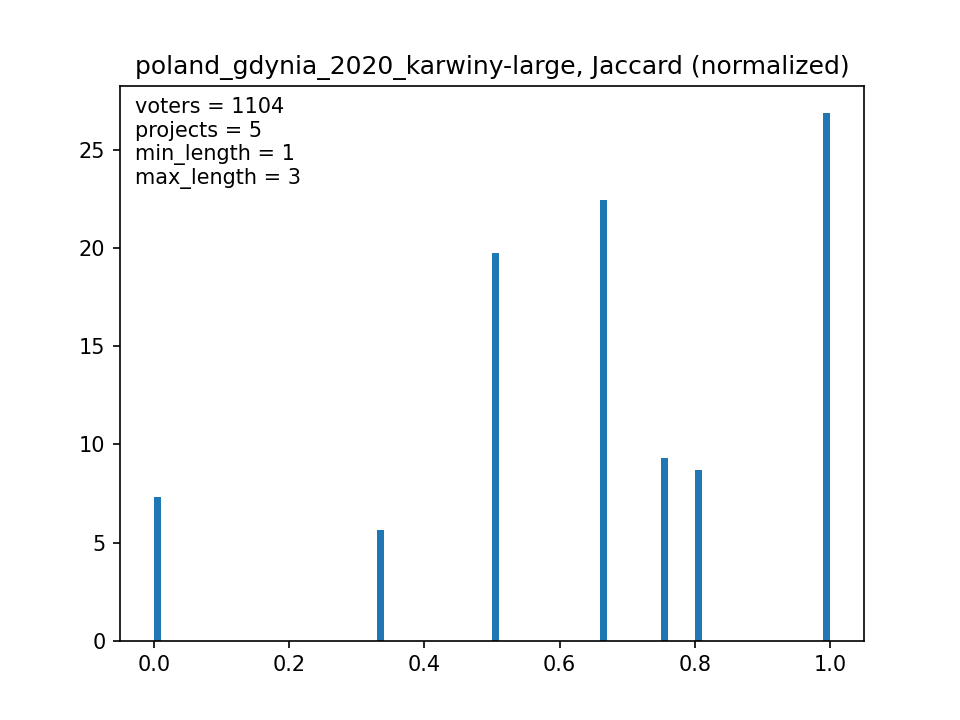 poland_gdynia_2020_karwiny-large, Jaccard (normalized)
voters = 1104
projects = 5
min_length = 1
max_length = 3
25
20
15
10
5
0
0.0 0.2 0.4 0.6 0.8 1.0